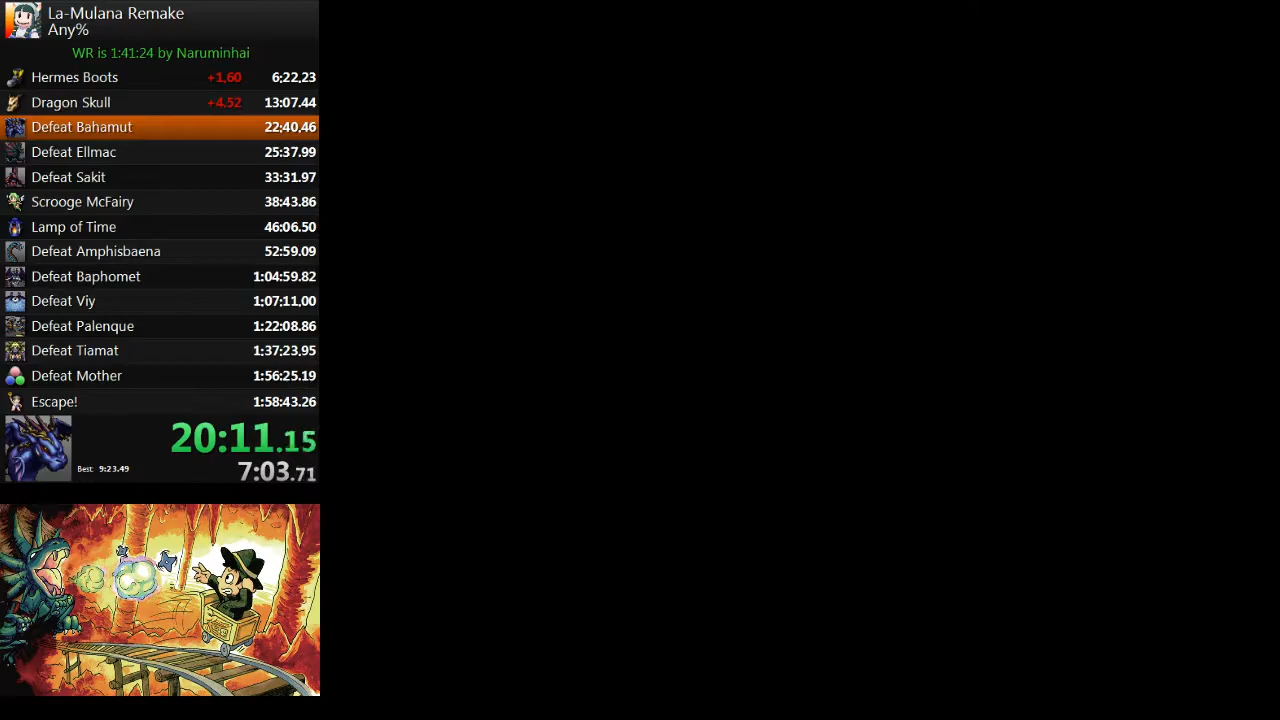 La-Mulana Remake
Any%
WR is 1:41:24 by Naruminhai
Hermes Boots +1,60 6:22,23
Dragon Skull +4.52 13:07.44
Defeat Bahamut 22:40,46
Defeat Ellmac 25:37.99
Defeat Sakit 33:31.97
Scrooge McFairy 38:43.86
Lamp of Time 46:06.50
Defeat Amphisbaena 52:59.09
Defeat Baphomet 1:04:59.82
Defeat Viy 1:07:11,00
Defeat Palenque 1:22:08.86
Defeat Tiamat 1:37:23.95
Defeat Mother 1:56:25.19
Escape! 1:58:43.26
20:11.15
Best: 9:23.49 7:03.71